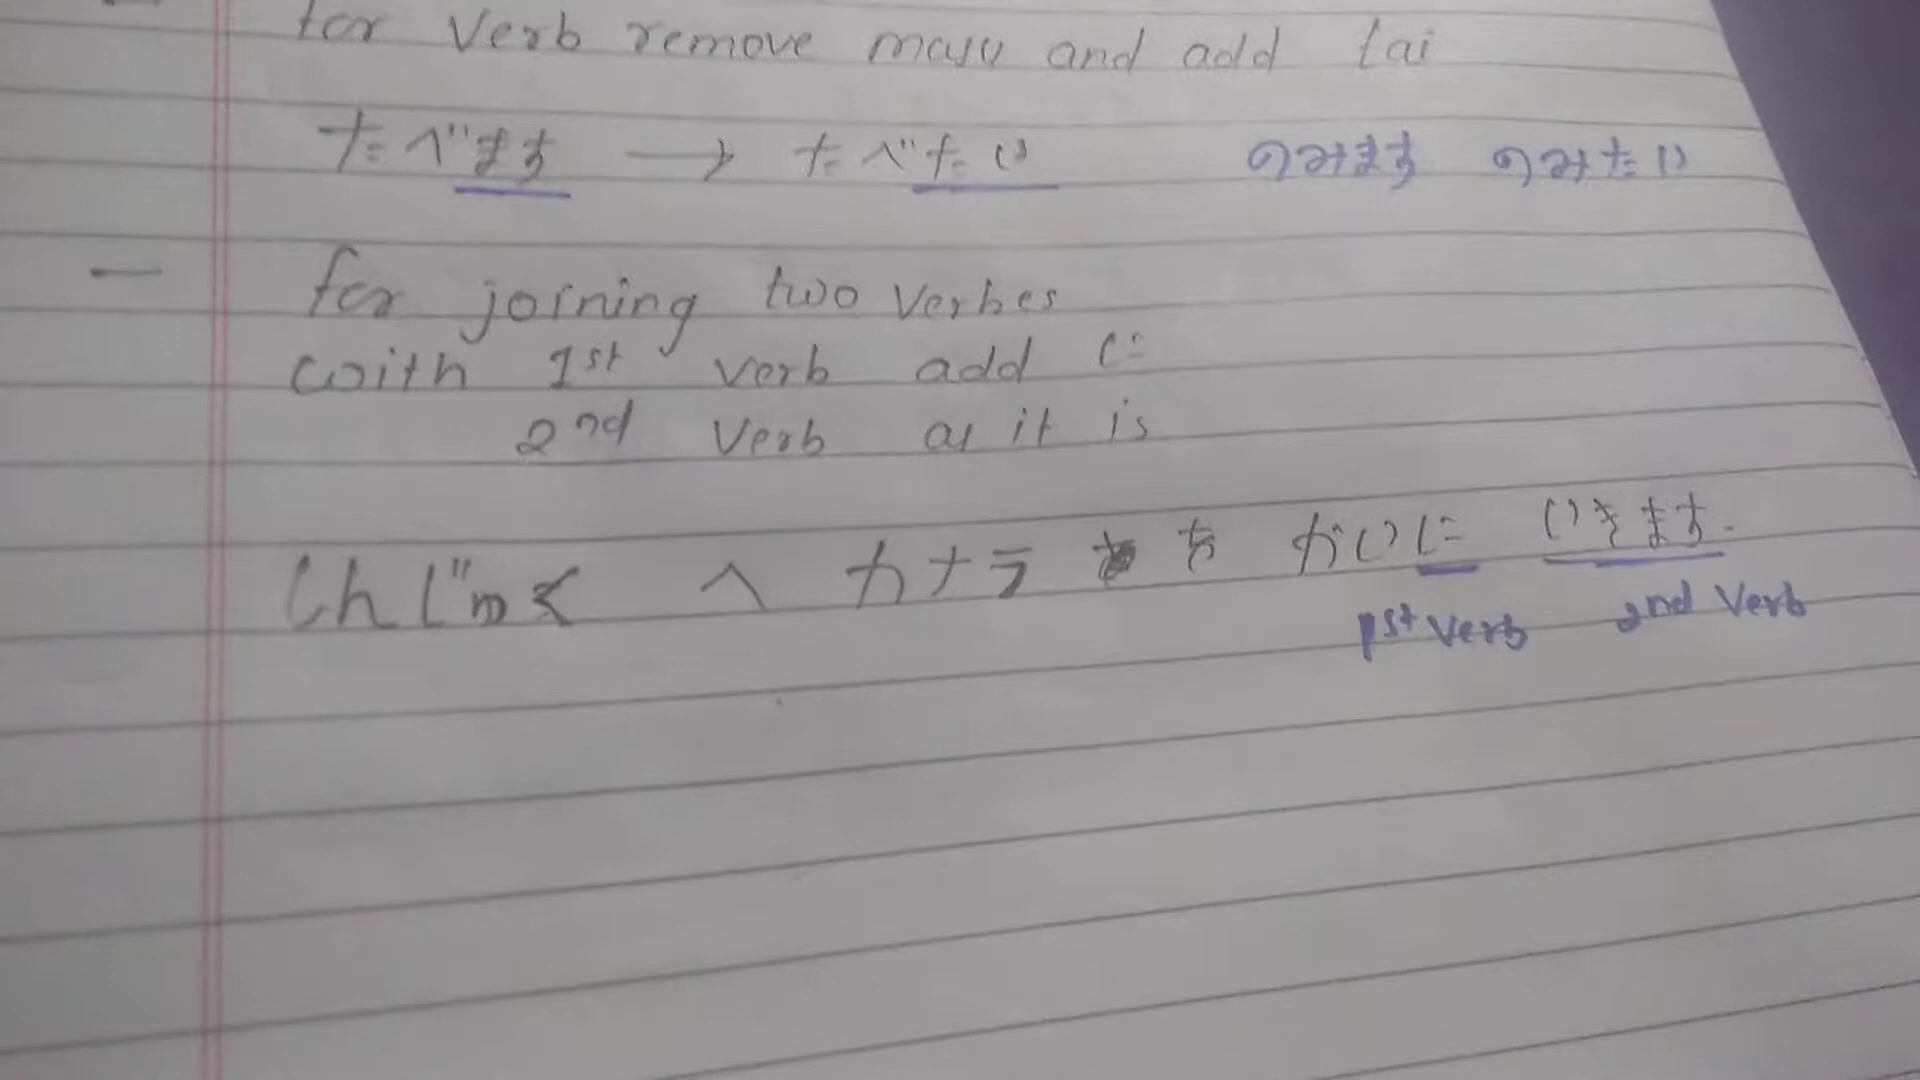 for verb remove masu and add tai
たべます → たべたい のみます のみたい
— for joining two verbes
with 1st verb add に
2nd verb as it is
しんじゅく へ カナラ を かいに いきます.
1st verb 2nd verb